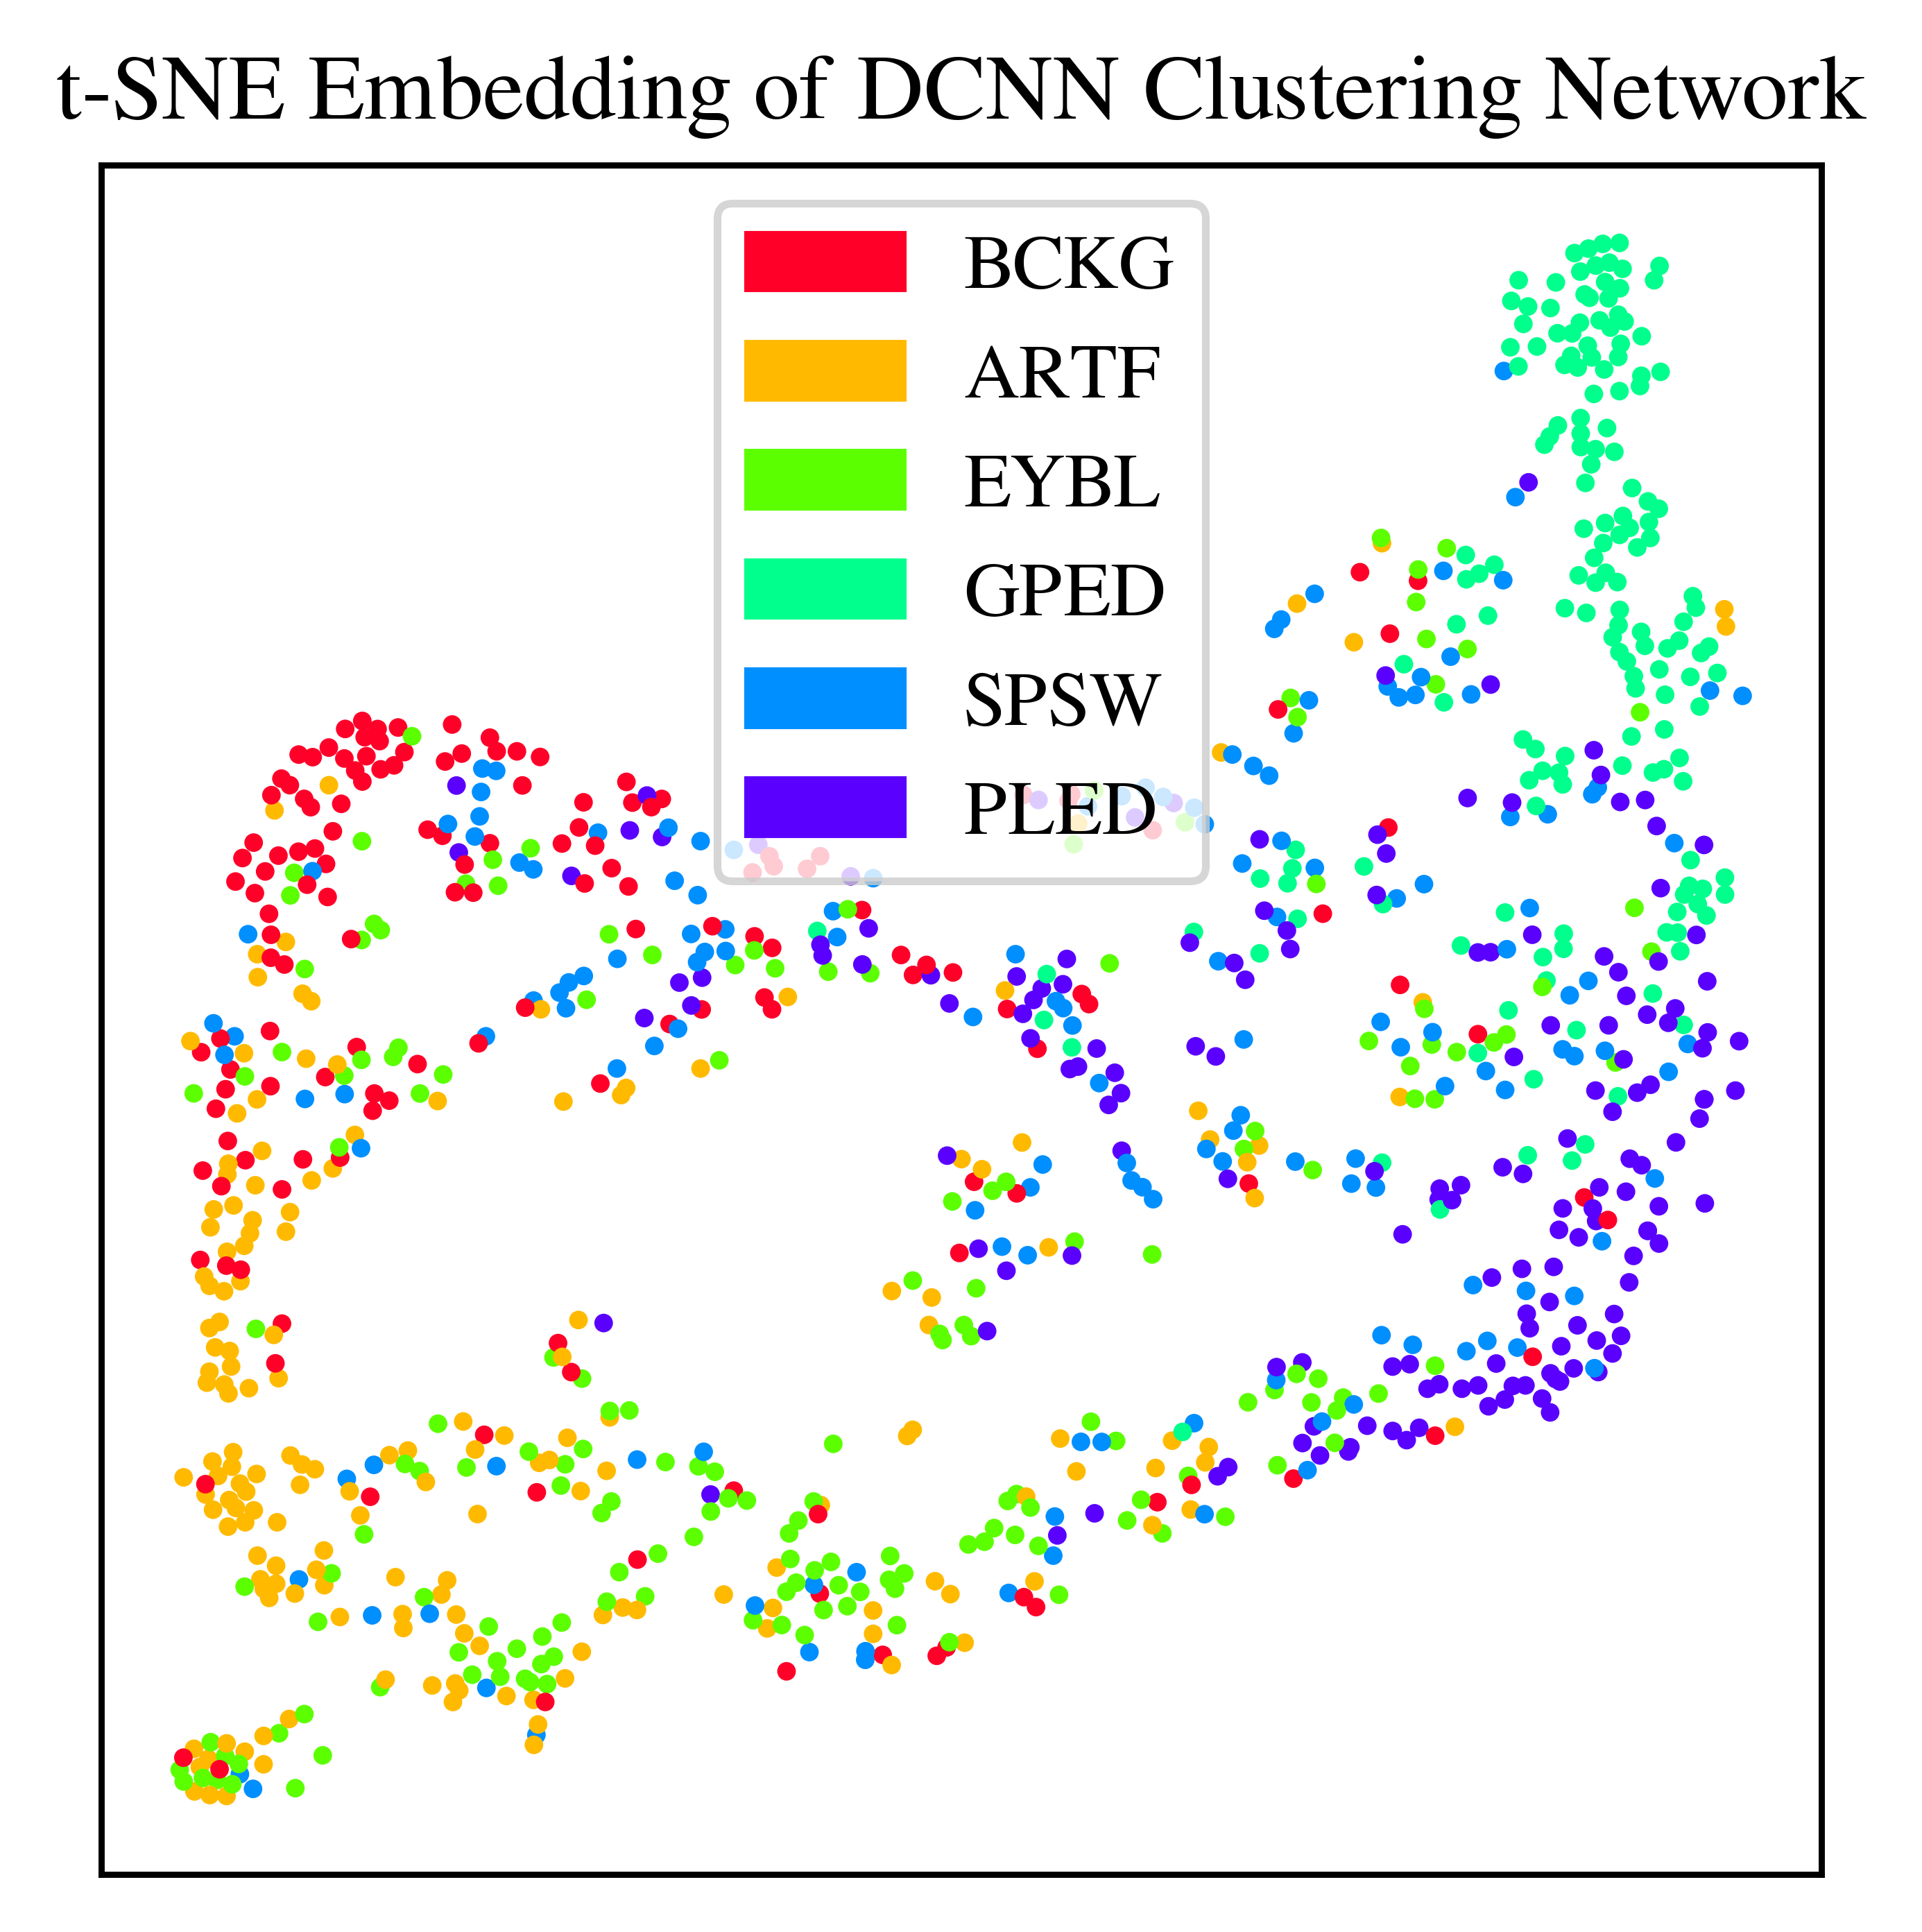 t-SNE Embedding of DCNN Clustering Network
BCKG
ARTF
EYBL
GPED
SPSW
PLED